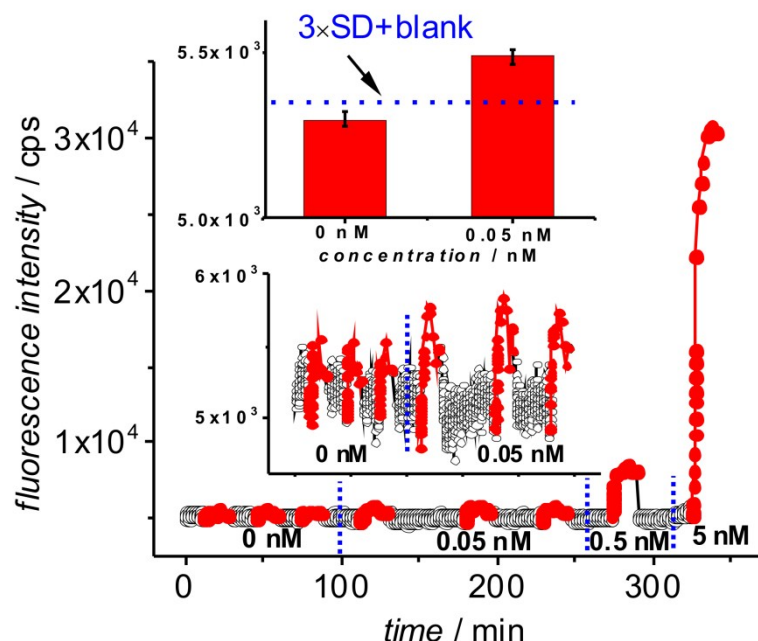 3×SD+blank
5.5x10³
5.0x10³
0 nM
0.05 nM
concentration / nM
6x10³
5x10³
0 nM
0.05 nM
3x10⁴
2x10⁴
1x10⁴
fluorescence intensity / cps
0 nM
0.05 nM
0.5 nM
5 nM
0
100
200
300
time / min